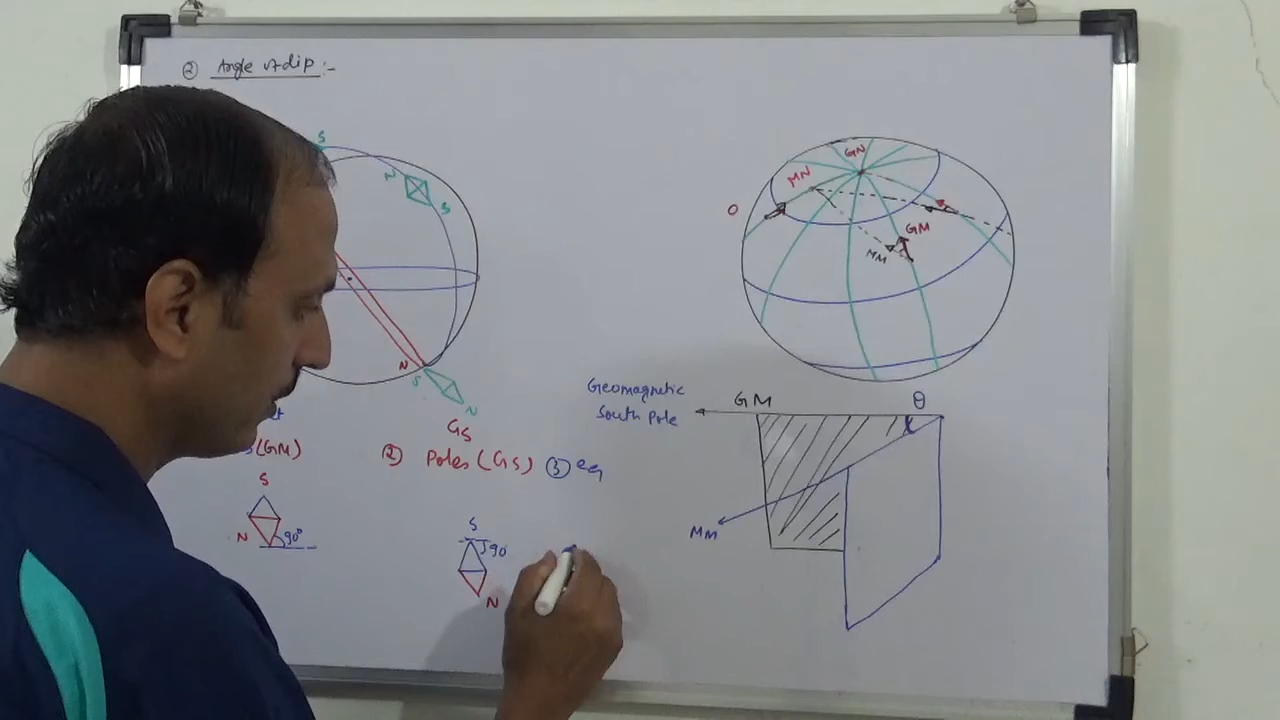 ② Angle of dip :-
S
N
S
N
S
N
GS
S(GM)
S
N
90°
② Poles (GS)
S
90
N
③ eq
GN
MN
O
GM
MM
Geomagnetic
South Pole
GM
θ
MM